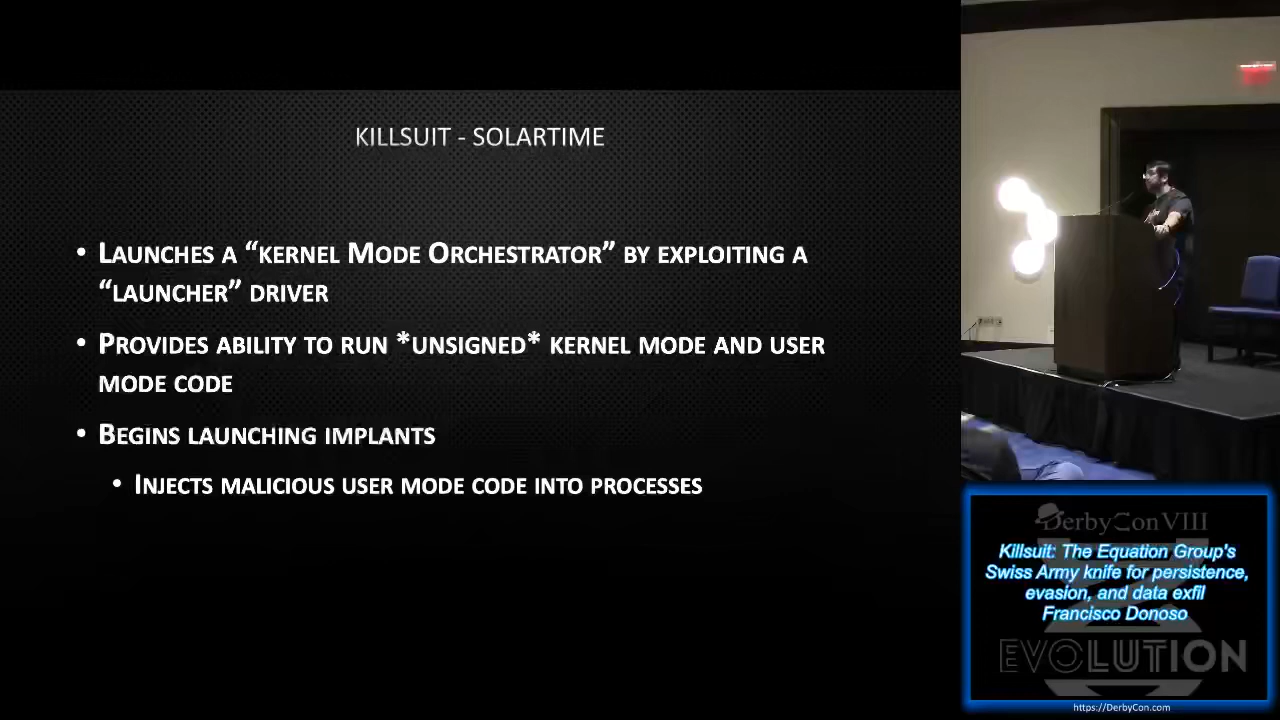 KILLSUIT - SOLARTIME
• LAUNCHES A “KERNEL MODE ORCHESTRATOR” BY EXPLOITING A
“LAUNCHER” DRIVER
• PROVIDES ABILITY TO RUN *UNSIGNED* KERNEL MODE AND USER
MODE CODE
• BEGINS LAUNCHING IMPLANTS
• INJECTS MALICIOUS USER MODE CODE INTO PROCESSES
DerbyCon VIII
Killsuit: The Equation Group's
Swiss Army knife for persistence,
evasion, and data exfil
Francisco Donoso
EVOLUTION
https://DerbyCon.com